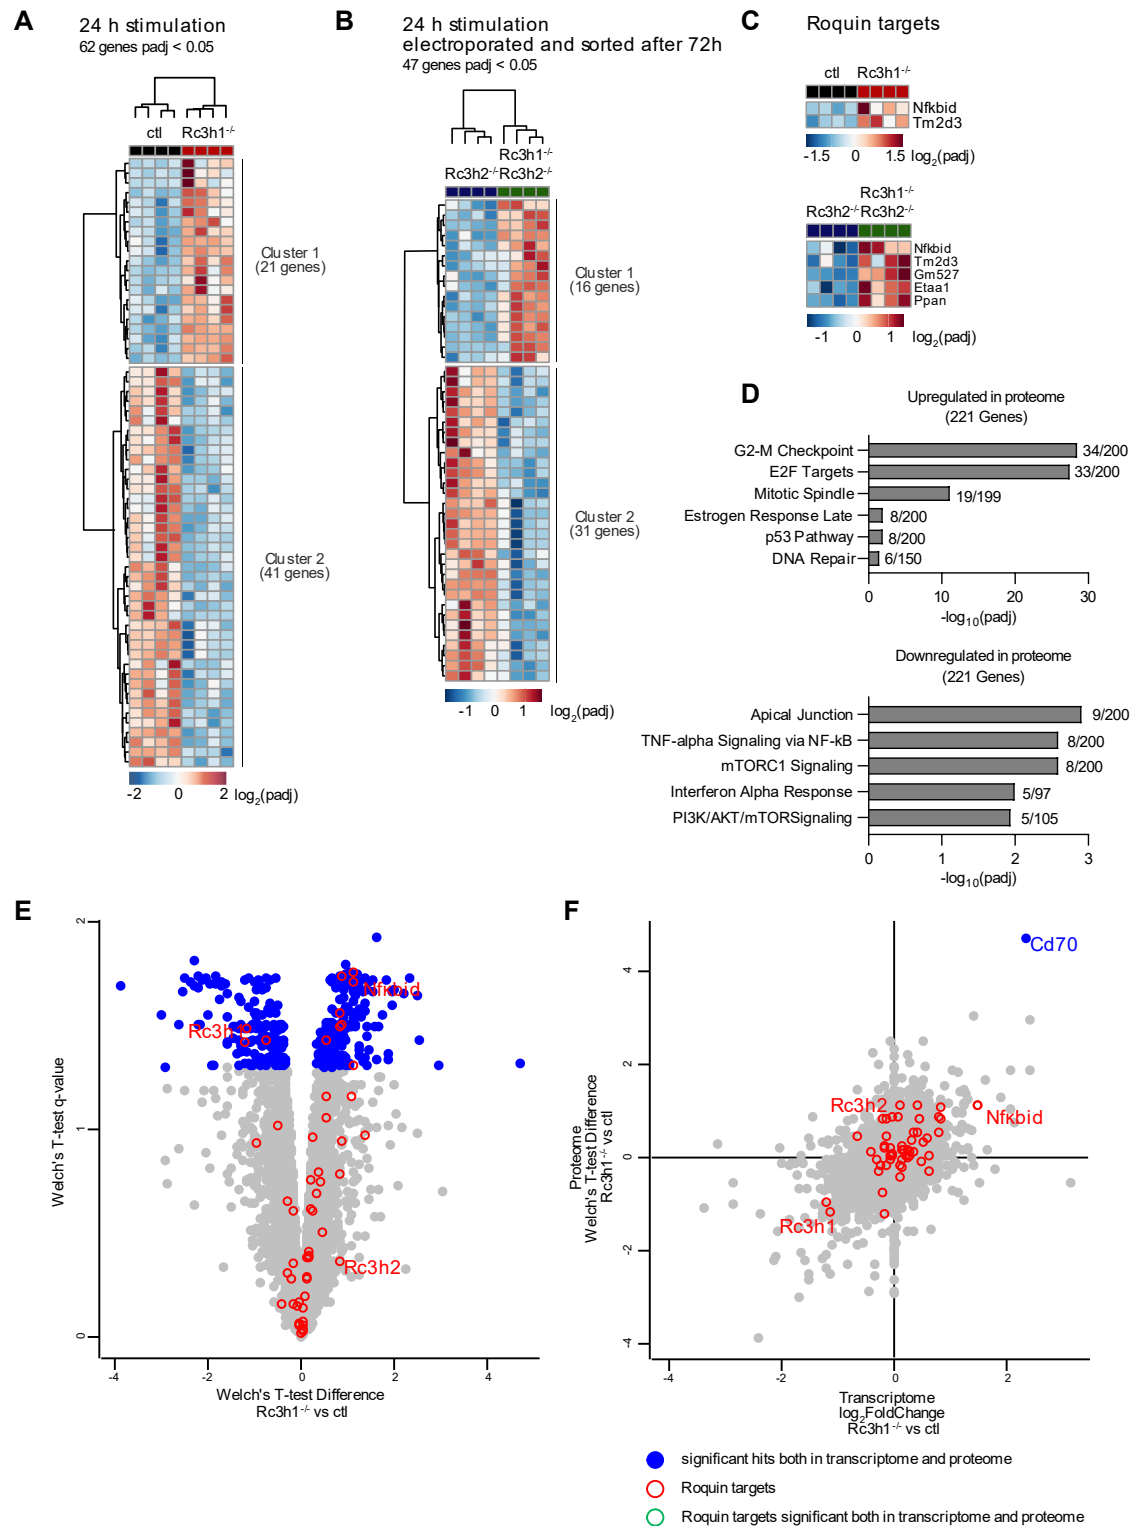 A
24 h stimulation
62 genes padj < 0.05
ctl
Rc3h1-/-
Cluster 1
(21 genes)
Cluster 2
(41 genes)
-2 0 2 log2(padj)
B
24 h stimulation
electroporated and sorted after 72h
47 genes padj < 0.05
Rc3h1-/-
Rc3h2-/- Rc3h2-/-
Cluster 1
(16 genes)
Cluster 2
(31 genes)
-1 0 1 log2(padj)
C
Roquin targets
ctl Rc3h1-/-
Nfkbid
Tm2d3
-1.5 0 1.5 log2(padj)
Rc3h1-/-
Rc3h2-/- Rc3h2-/-
Nfkbid
Tm2d3
Gm527
Etaa1
Ppan
-1 0 1 log2(padj)
D
Upregulated in proteome
(221 Genes)
G2-M Checkpoint 34/200
E2F Targets 33/200
Mitotic Spindle 19/199
Estrogen Response Late 8/200
p53 Pathway 8/200
DNA Repair 6/150
0 10 20 30
-log10(padj)
Downregulated in proteome
(221 Genes)
Apical Junction 9/200
TNF-alpha Signaling via NF-kB 8/200
mTORC1 Signaling 8/200
Interferon Alpha Response 5/97
PI3K/AKT/mTORSignaling 5/105
0 1 2 3
-log10(padj)
E
Welch's T-test q-value
2
1
0
Nfkbid
Rc3h1
Rc3h2
-4 -2 0 2 4
Welch's T-test Difference
Rc3h1-/- vs ctl
F
Proteome
Welch's T-test Difference
Rc3h1-/- vs ctl
4
2
0
-2
-4
Cd70
Rc3h2
Nfkbid
Rc3h1
-4 -2 0 2
Transcriptome
log2FoldChange
Rc3h1-/- vs ctl
significant hits both in transcriptome and proteome
Roquin targets
Roquin targets significant both in transcriptome and proteome